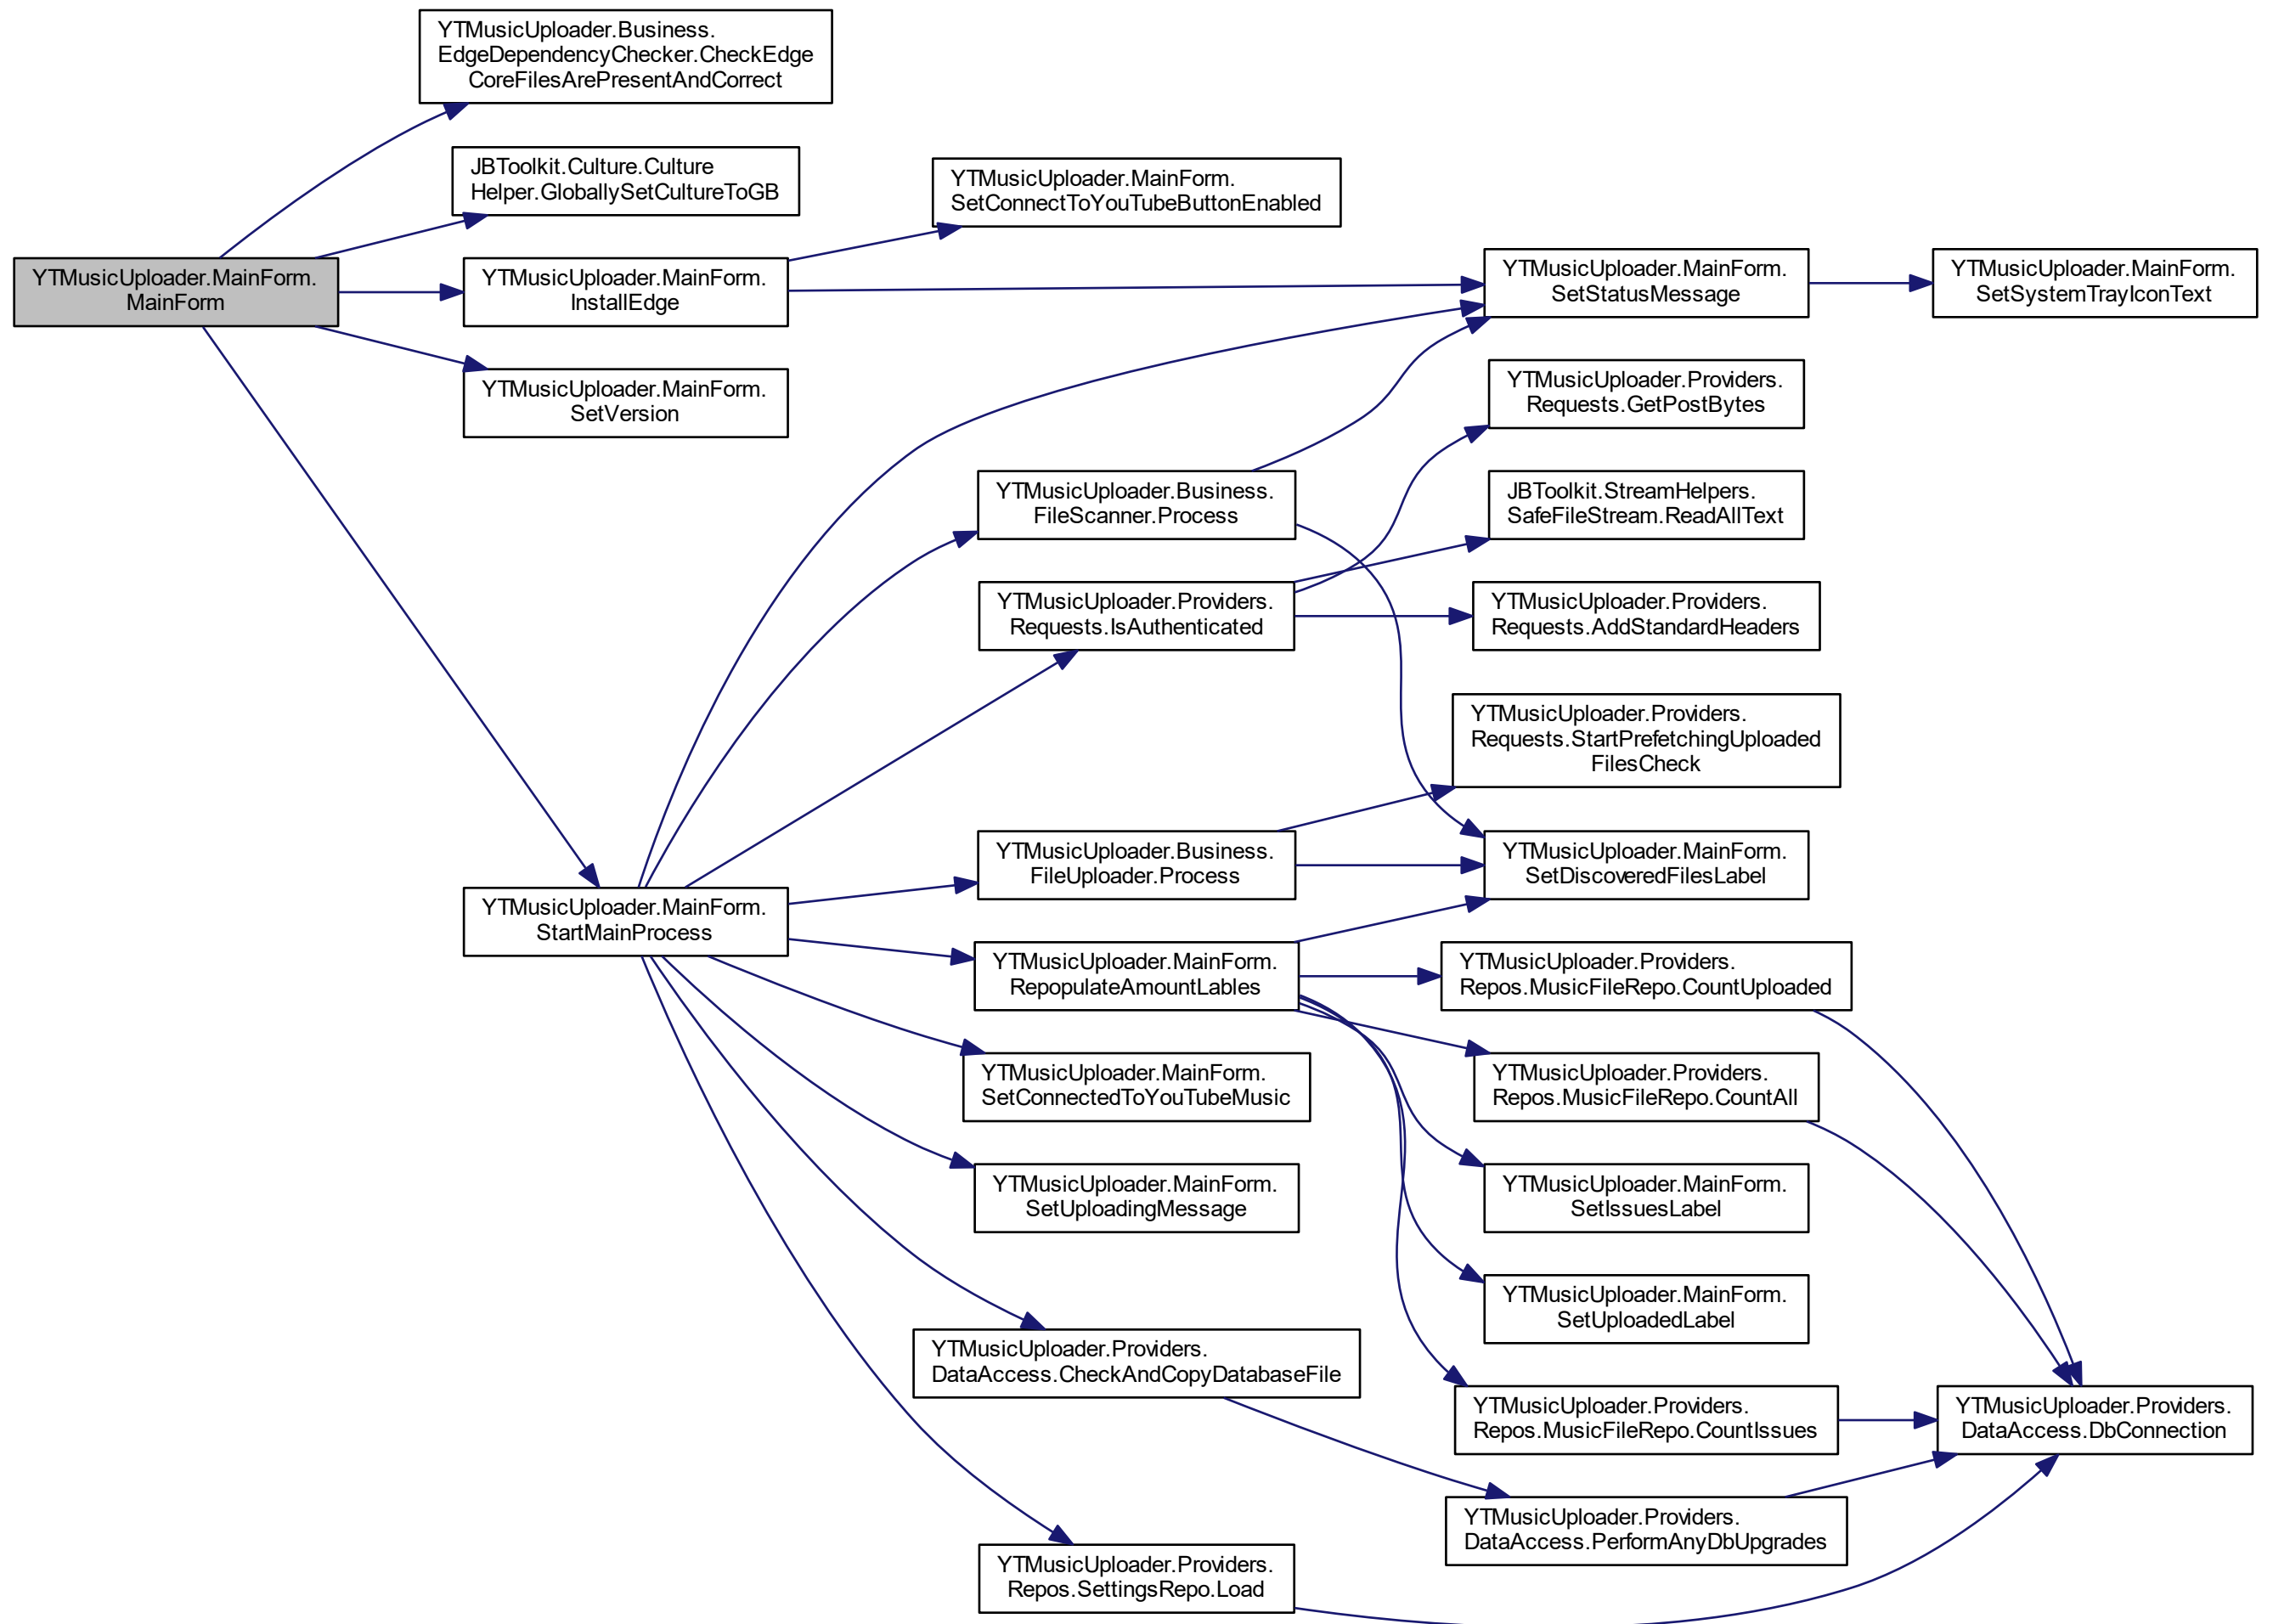 YTMusicUploader.Business.
EdgeDependencyChecker.CheckEdge
CoreFilesArePresentAndCorrect
JBToolkit.Culture.Culture
Helper.GloballySetCultureToGB
YTMusicUploader.MainForm.
SetConnectToYouTubeButtonEnabled
YTMusicUploader.MainForm.
MainForm
YTMusicUploader.MainForm.
InstallEdge
YTMusicUploader.MainForm.
SetStatusMessage
YTMusicUploader.MainForm.
SetSystemTrayIconText
YTMusicUploader.MainForm.
SetVersion
YTMusicUploader.Providers.
Requests.GetPostBytes
YTMusicUploader.Business.
FileScanner.Process
JBToolkit.StreamHelpers.
SafeFileStream.ReadAllText
YTMusicUploader.Providers.
Requests.IsAuthenticated
YTMusicUploader.Providers.
Requests.AddStandardHeaders
YTMusicUploader.Providers.
Requests.StartPrefetchingUploaded
FilesCheck
YTMusicUploader.Business.
FileUploader.Process
YTMusicUploader.MainForm.
SetDiscoveredFilesLabel
YTMusicUploader.MainForm.
StartMainProcess
YTMusicUploader.MainForm.
RepopulateAmountLables
YTMusicUploader.Providers.
Repos.MusicFileRepo.CountUploaded
YTMusicUploader.MainForm.
SetConnectedToYouTubeMusic
YTMusicUploader.Providers.
Repos.MusicFileRepo.CountAll
YTMusicUploader.MainForm.
SetUploadingMessage
YTMusicUploader.MainForm.
SetIssuesLabel
YTMusicUploader.MainForm.
SetUploadedLabel
YTMusicUploader.Providers.
DataAccess.CheckAndCopyDatabaseFile
YTMusicUploader.Providers.
Repos.MusicFileRepo.CountIssues
YTMusicUploader.Providers.
DataAccess.DbConnection
YTMusicUploader.Providers.
DataAccess.PerformAnyDbUpgrades
YTMusicUploader.Providers.
Repos.SettingsRepo.Load